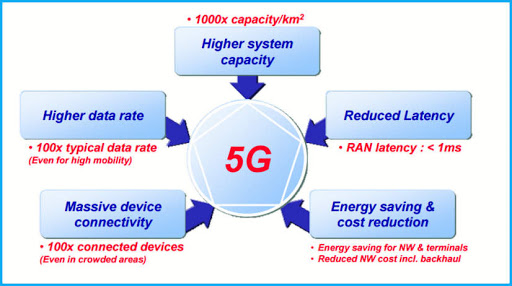 • 1000x capacity/km²
Higher system
capacity
Higher data rate
• 100x typical data rate
(Even for high mobility)
Reduced Latency
• RAN latency : < 1ms
5G
Massive device
connectivity
• 100x connected devices
(Even in crowded areas)
Energy saving &
cost reduction
• Energy saving for NW & terminals
• Reduced NW cost incl. backhaul